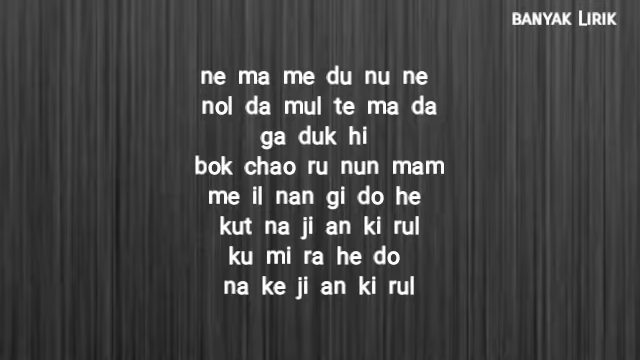 BANYAK LIRIK
ne ma me du nu ne
nol da mul te ma da
ga duk hi
bok chao ru nun mam
me il nan gi do he
kut na ji an ki rul
ku mi ra he do
na ke ji an ki rul